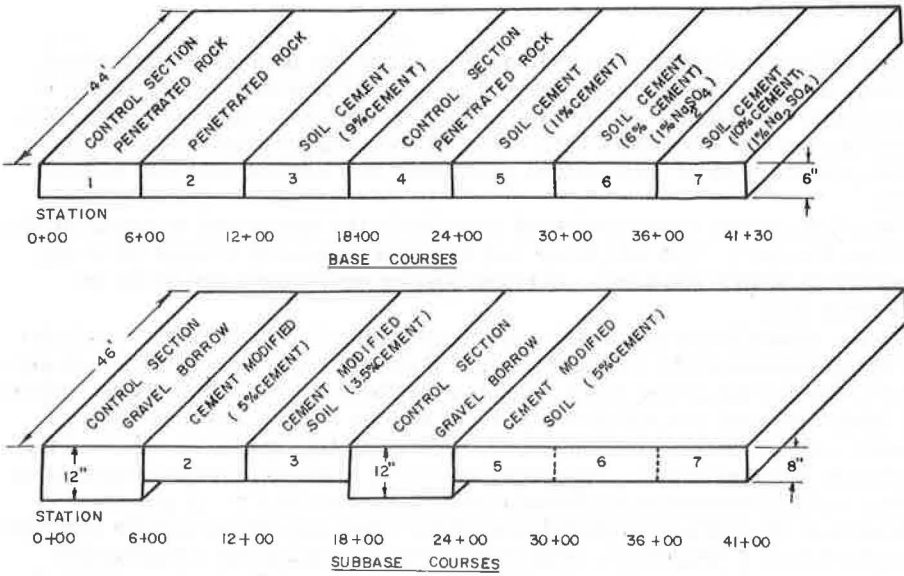 44'
CONTROL SECTION
PENETRATED ROCK
PENETRATED ROCK
SOIL CEMENT
(9% CEMENT)
CONTROL SECTION
PENETRATED ROCK
SOIL CEMENT
(11% CEMENT)
SOIL CEMENT
(6% CEMENT)
(1% Na2SO4)
SOIL CEMENT
(10% CEMENT,
(1% Na2SO4)
1 2 3 4 5 6 7 6"
STATION
0+00 6+00 12+00 18+00 24+00 30+00 36+00 41+30
BASE COURSES
46'
CONTROL SECTION
GRAVEL BORROW
CEMENT MODIFIED
(5% CEMENT)
CEMENT MODIFIED
SOIL (3.5% CEMENT)
CONTROL SECTION
GRAVEL BORROW
CEMENT MODIFIED
SOIL (5% CEMENT)
12" 2 3 12" 5 6 7 8"
STATION
0+00 6+00 12+00 18+00 24+00 30+00 36+00 41+00
SUBBASE COURSES